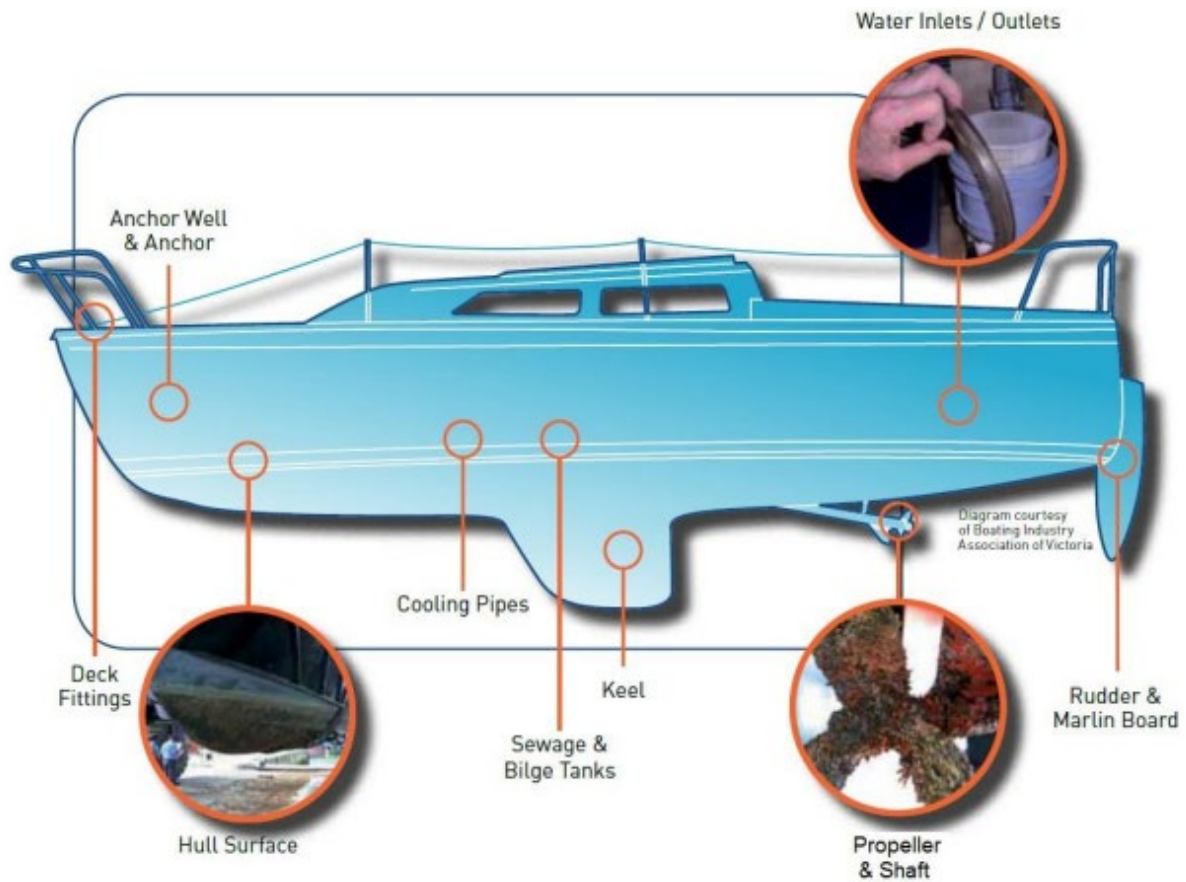 Water Inlets / Outlets
Anchor Well
& Anchor
Diagram courtesy
of Boating Industry
Association of Victoria
Cooling Pipes
Deck
Fittings
Keel
Rudder &
Marlin Board
Sewage &
Bilge Tanks
Hull Surface
Propeller
& Shaft